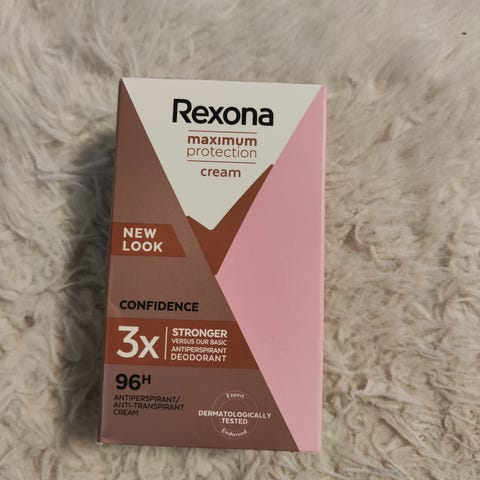 Rexona
maximum
protection
cream
NEW
LOOK
CONFIDENCE
3x
STRONGER
VERSUS OUR BASIC
ANTIPERSPIRANT
DEODORANT
96H
ANTIPERSPIRANT/
ANTI-TRANSPIRANT
CREAM
Expert
DERMATOLOGICALLY
TESTED
Endorsed